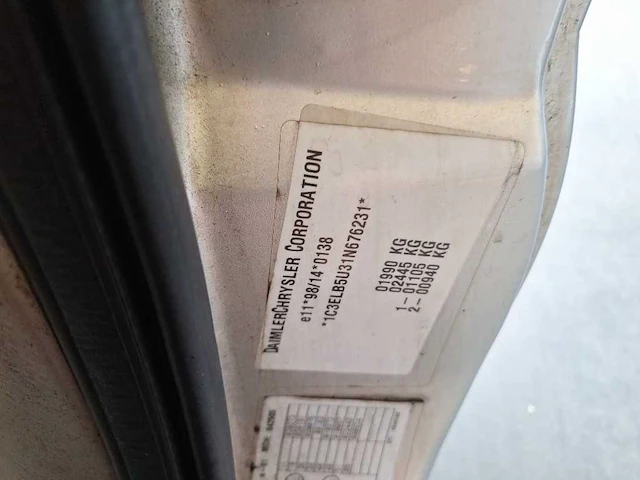 DAIMLERCHRYSLER CORPORATION
e11*98/14*0138
*1C3ELB5U31N676231*
01990 KG
02445 KG
1- 01105 KG
2- 00940 KG